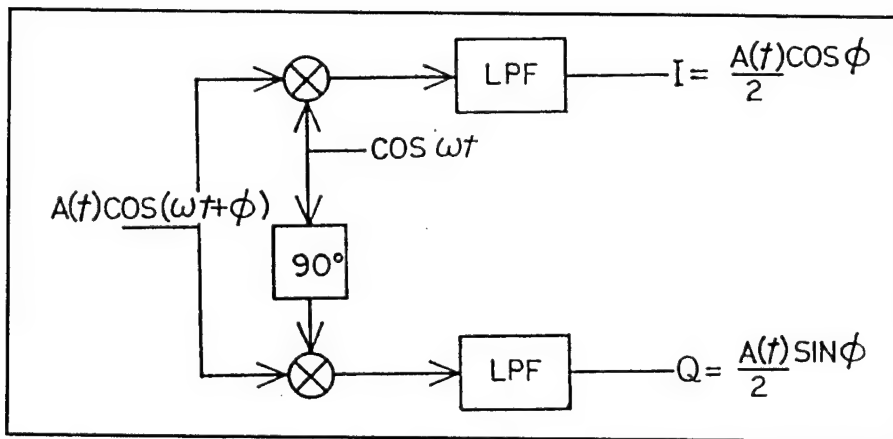 LPF
I = A(t)/2 COS ϕ
COS ωt
A(t)COS(ωt+ϕ)
90°
LPF
Q = A(t)/2 SIN ϕ